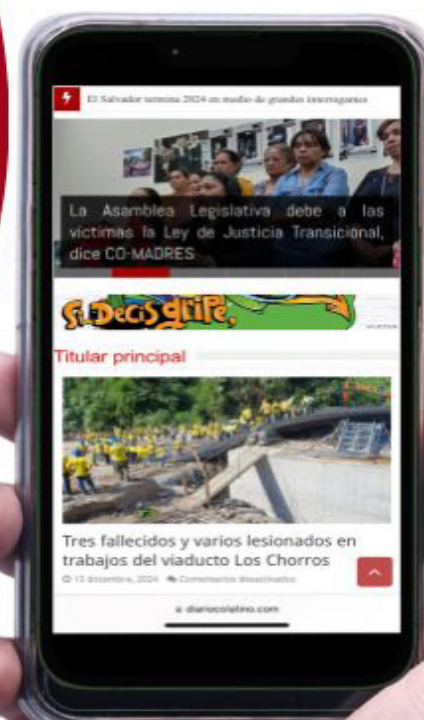 El Salvador termina 2024 en medio de grandes interrogantes
La Asamblea Legislativa debe a las
víctimas la Ley de Justicia Transicional,
dice CO-MADRES
Si Decís gripe,
Titular principal
Tres fallecidos y varios lesionados en
trabajos del viaducto Los Chorros
13 diciembre, 2024 Comentarios desactivados
diariocolatino.com